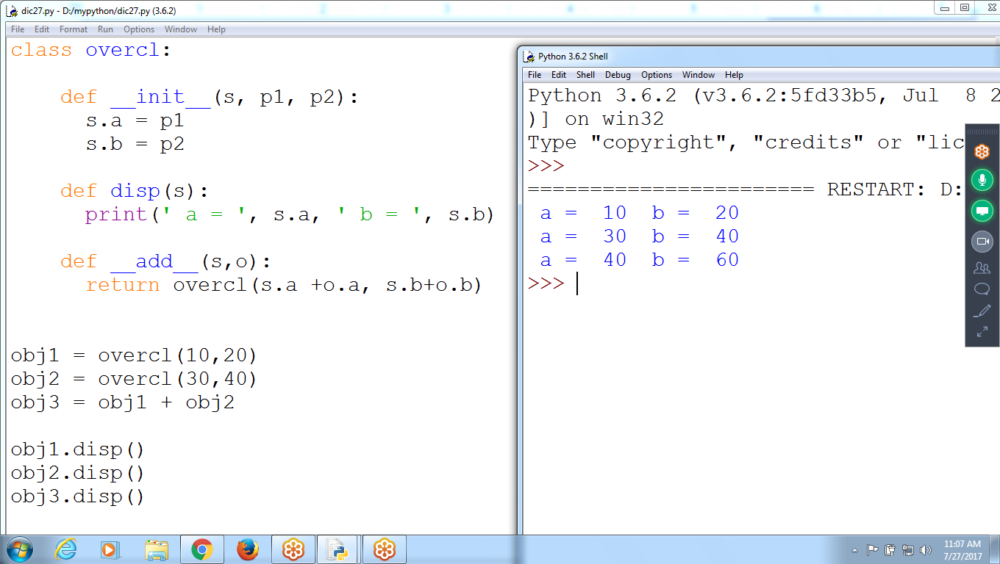 dic27.py - D:/mypython/dic27.py (3.6.2)
File Edit Format Run Options Window Help
class overcl:
def __init__(s, p1, p2):
s.a = p1
s.b = p2
def disp(s):
print(' a = ', s.a, ' b = ', s.b)
def __add__(s,o):
return overcl(s.a +o.a, s.b+o.b)
obj1 = overcl(10,20)
obj2 = overcl(30,40)
obj3 = obj1 + obj2
obj1.disp()
obj2.disp()
obj3.disp()
Python 3.6.2 Shell
File Edit Shell Debug Options Window Help
Python 3.6.2 (v3.6.2:5fd33b5, Jul  8 2
)] on win32
Type "copyright", "credits" or "lic
>>>
======================= RESTART: D:
a =  10  b =  20
a =  30  b =  40
a =  40  b =  60
>>>
11:07 AM
7/27/2017